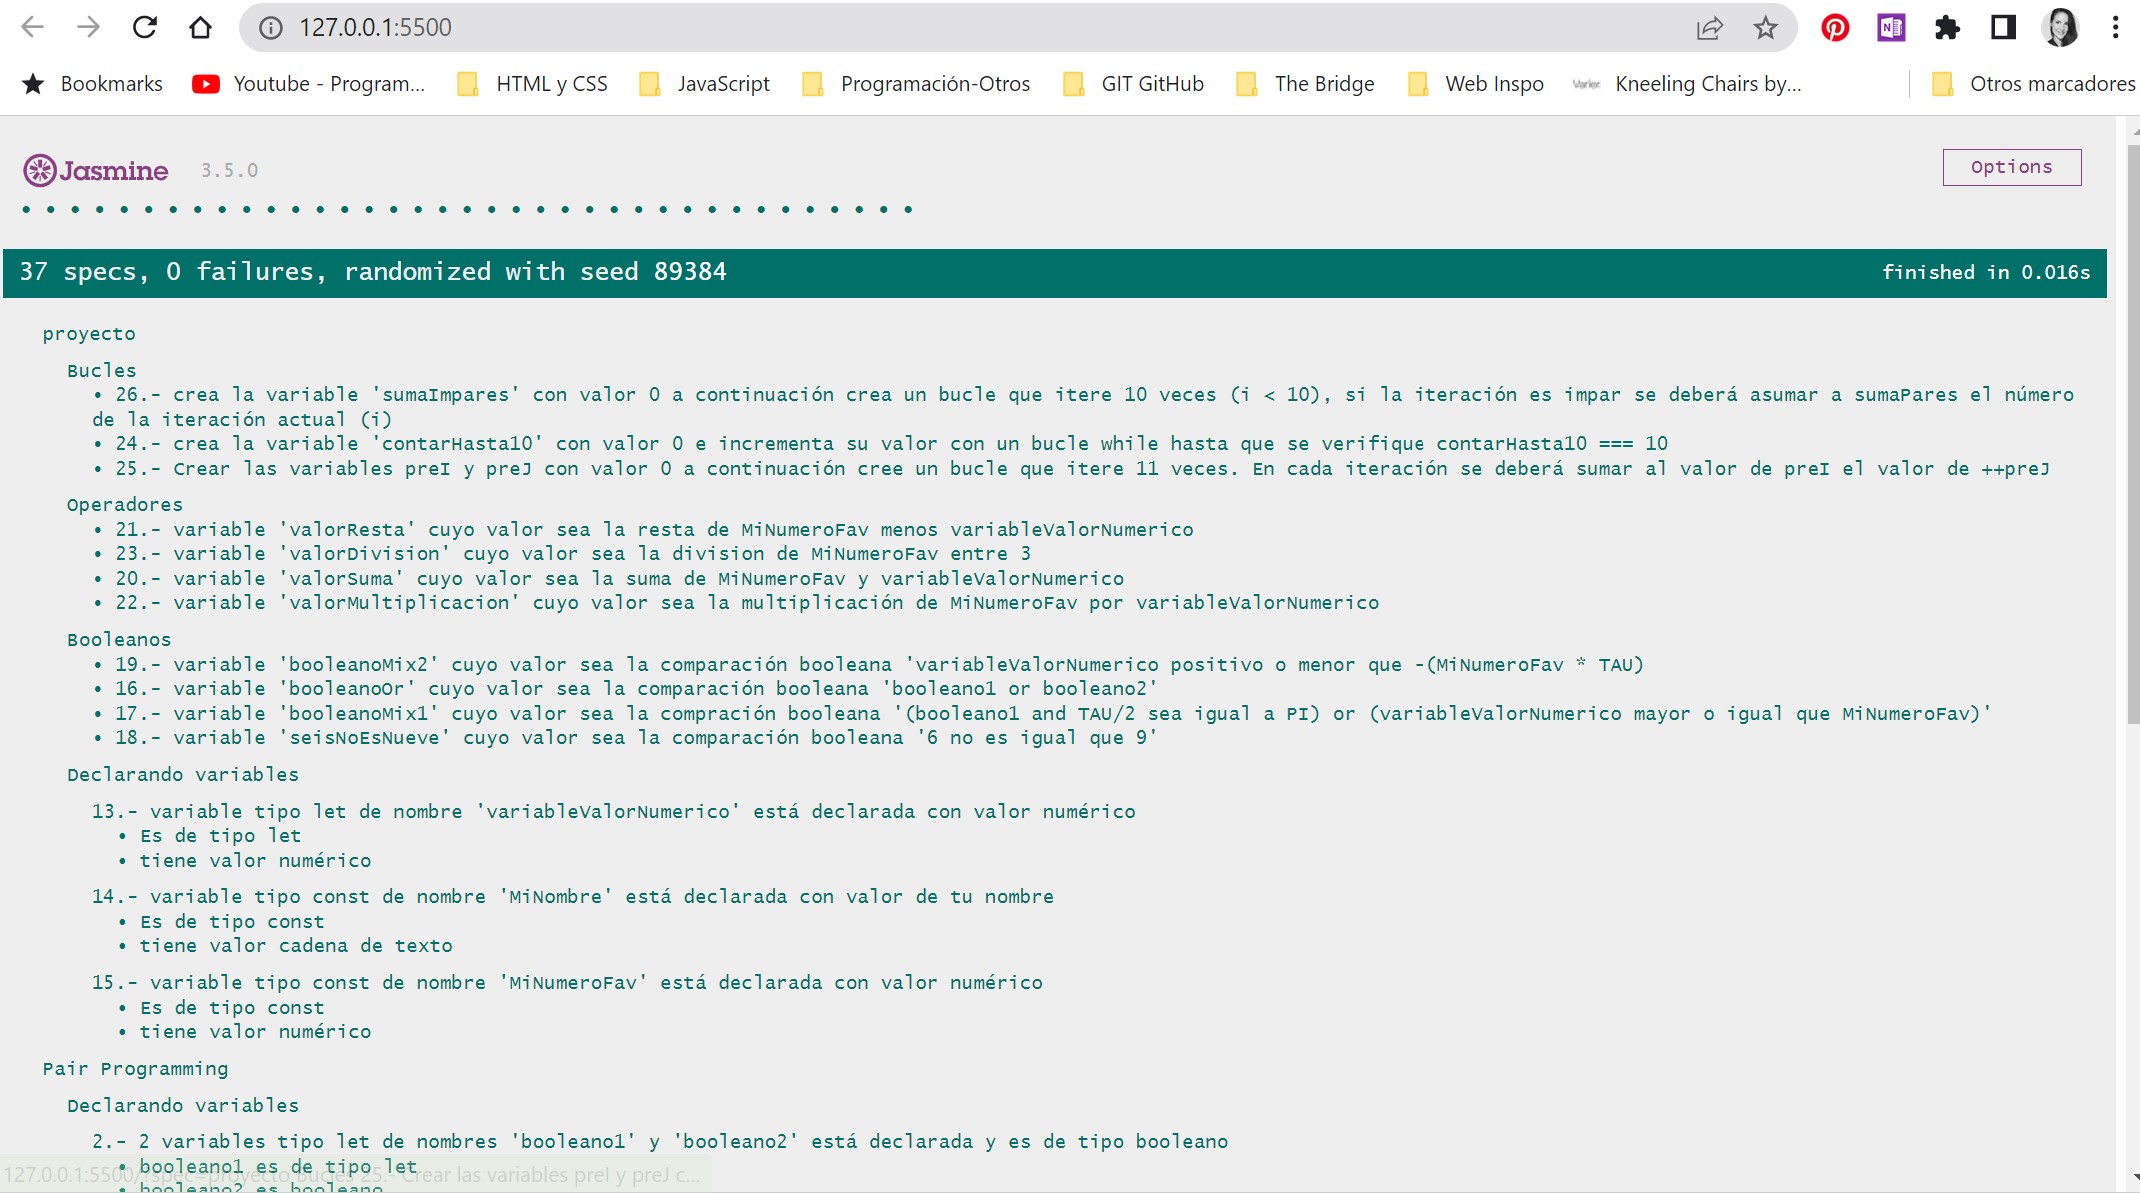 127.0.0.1:5500
Bookmarks Youtube - Program... HTML y CSS JavaScript Programación-Otros GIT GitHub The Bridge Web Inspo Varier Kneeling Chairs by... Otros marcadores
Jasmine 3.5.0 Options
37 specs, 0 failures, randomized with seed 89384 finished in 0.016s
proyecto
Bucles
• 26.- crea la variable 'sumaImpares' con valor 0 a continuación crea un bucle que itere 10 veces (i < 10), si la iteración es impar se deberá asumar a sumaPares el número
de la iteración actual (i)
• 24.- crea la variable 'contarHasta10' con valor 0 e incrementa su valor con un bucle while hasta que se verifique contarHasta10 === 10
• 25.- Crear las variables preI y preJ con valor 0 a continuación cree un bucle que itere 11 veces. En cada iteración se deberá sumar al valor de preI el valor de ++preJ
Operadores
• 21.- variable 'valorResta' cuyo valor sea la resta de MiNumeroFav menos variableValorNumerico
• 23.- variable 'valorDivision' cuyo valor sea la division de MiNumeroFav entre 3
• 20.- variable 'valorSuma' cuyo valor sea la suma de MiNumeroFav y variableValorNumerico
• 22.- variable 'valorMultiplicacion' cuyo valor sea la multiplicación de MiNumeroFav por variableValorNumerico
Booleanos
• 19.- variable 'booleanoMix2' cuyo valor sea la comparación booleana 'variableValorNumerico positivo o menor que -(MiNumeroFav * TAU)
• 16.- variable 'booleanoOr' cuyo valor sea la comparación booleana 'booleano1 or booleano2'
• 17.- variable 'booleanoMix1' cuyo valor sea la compración booleana '(booleano1 and TAU/2 sea igual a PI) or (variableValorNumerico mayor o igual que MiNumeroFav)'
• 18.- variable 'seisNoEsNueve' cuyo valor sea la comparación booleana '6 no es igual que 9'
Declarando variables
13.- variable tipo let de nombre 'variableValorNumerico' está declarada con valor numérico
• Es de tipo let
• tiene valor numérico
14.- variable tipo const de nombre 'MiNombre' está declarada con valor de tu nombre
• Es de tipo const
• tiene valor cadena de texto
15.- variable tipo const de nombre 'MiNumeroFav' está declarada con valor numérico
• Es de tipo const
• tiene valor numérico
Pair Programming
Declarando variables
2.- 2 variables tipo let de nombres 'booleano1' y 'booleano2' está declarada y es de tipo booleano
• booleano1 es de tipo let
127.0.0.1:5500/?spec=proyecto Bucles 25.- Crear las variables preI y preJ c...
• booleano2 es booleano